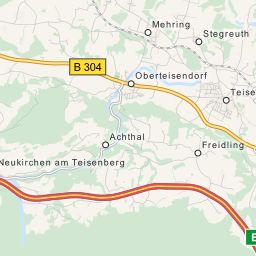 Mehring
Stegreuth
B 304
Oberteisendorf
Teise
Achthal
Freidling
Neukirchen am Teisenberg
E